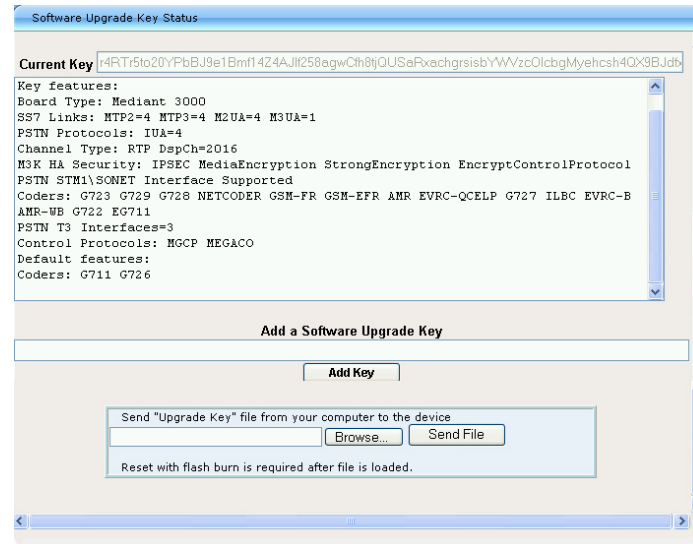 Software Upgrade Key Status
Current Key
Key features:
Board Type: Mediant 3000
SS7 Links: MTP2=4 MTP3=4 M2UA=4 M3UA=1
PSTN Protocols: IUA=4
Channel Type: RTP DspCh=2016
M3K HA Security: IPSEC MediaEncryption StrongEncryption EncryptControlProtocol
PSTN STM1\SONET Interface Supported
Coders: G723 G729 G728 NETCODER GSM-FR GSM-EFR AMR EVRC-QCELP G727 ILBC EVRC-B
AMR-WB G722 EG711
PSTN T3 Interfaces=3
Control Protocols: MGCP MEGACO
Default features:
Coders: G711 G726
Add a Software Upgrade Key
Add Key
Send "Upgrade Key" file from your computer to the device
Browse... Send File
Reset with flash burn is required after file is loaded.